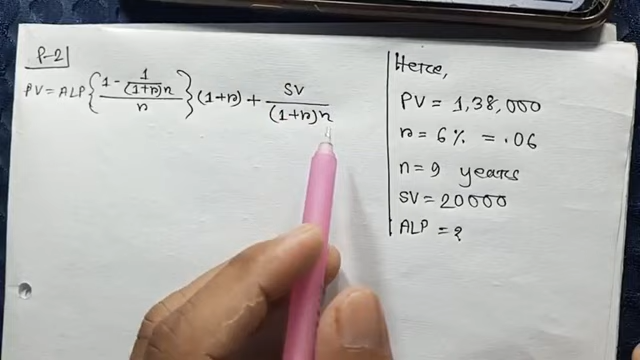 P-2
PV = ALP { (1 - 1/(1+r)n) / r } (1+r) + SV/(1+r)n
Here,
PV = 1,38,000
r = 6% = .06
n = 9 years
SV = 20000
ALP = ?